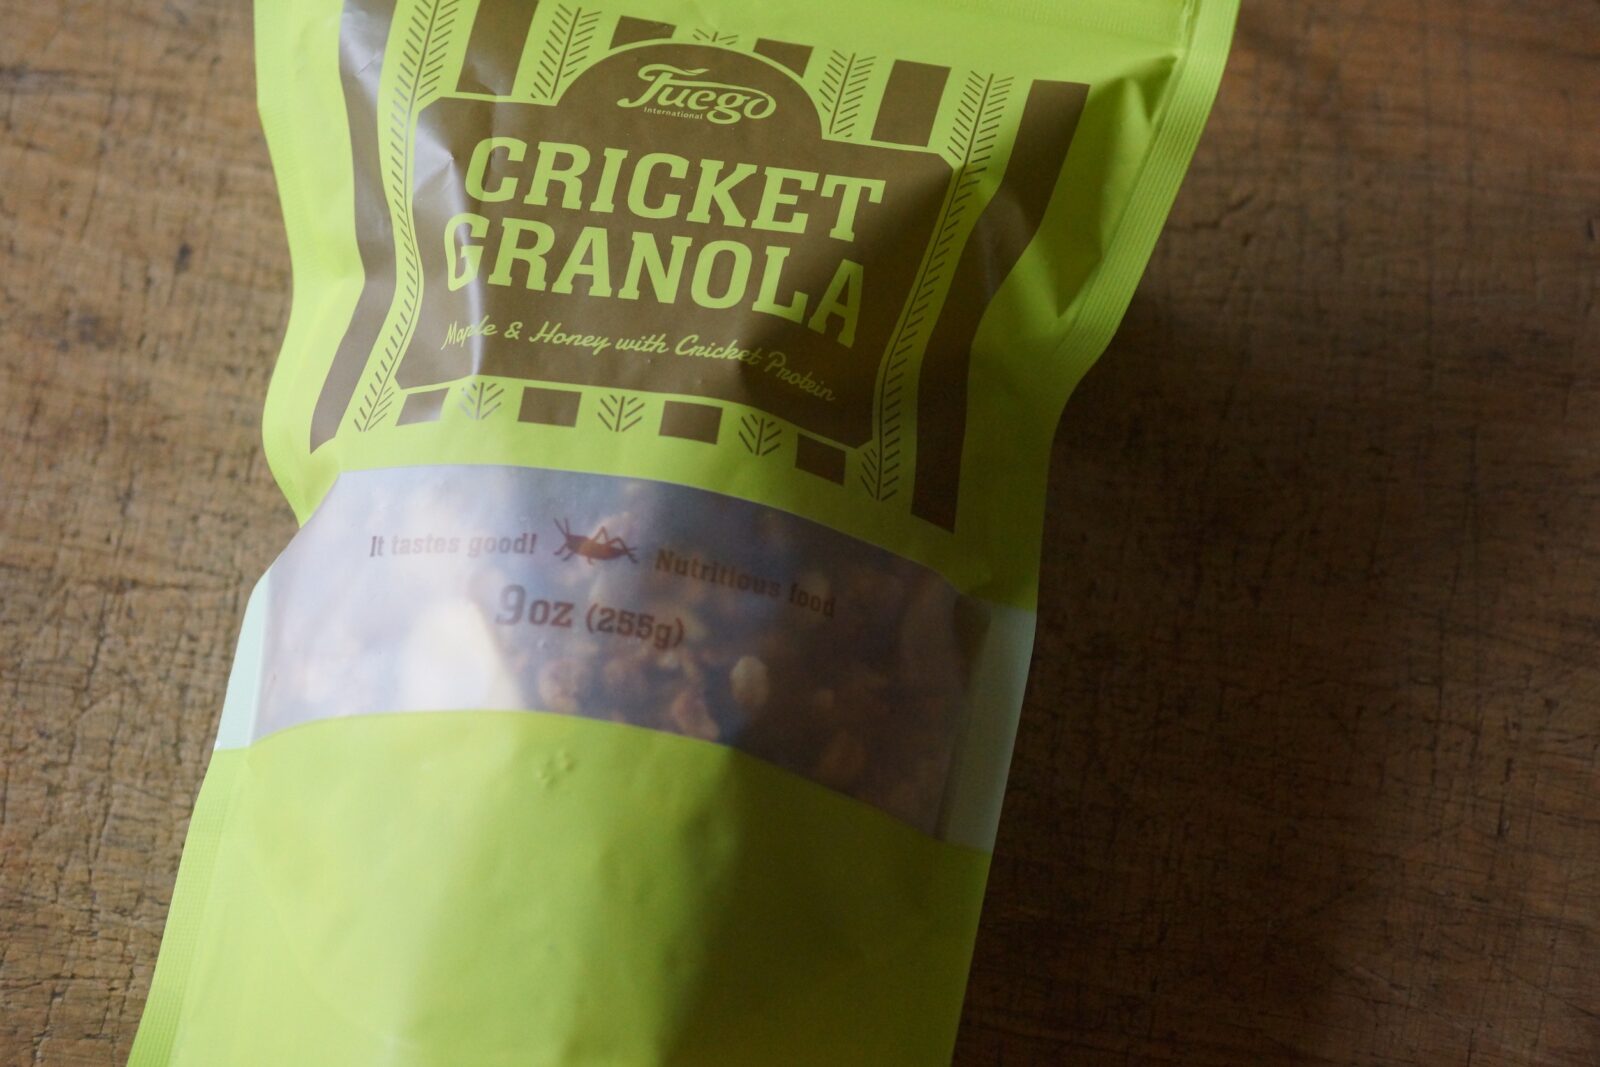 Fuego
International
CRICKET
GRANOLA
Maple & Honey with Cricket Protein
It tastes good! Nutritious food
9oz (255g)